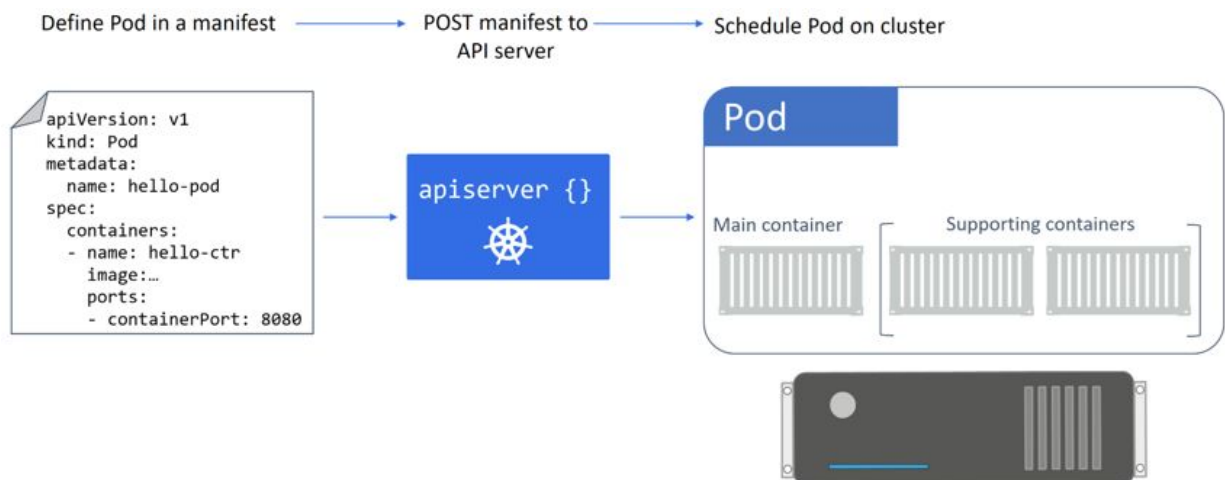 Define Pod in a manifest
POST manifest to
API server
Schedule Pod on cluster
apiVersion: v1
kind: Pod
metadata:
  name: hello-pod
spec:
  containers:
  - name: hello-ctr
    image:…
    ports:
    - containerPort: 8080
apiserver {}
Pod
Main container
Supporting containers